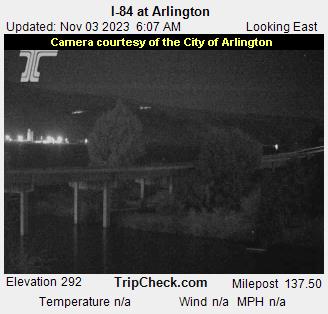 I-84 at Arlington
Updated: Nov 03 2023 6:07 AM Looking East
Camera courtesy of the City of Arlington
Elevation 292 TripCheck.com Milepost 137.50
Temperature n/a Wind n/a MPH n/a